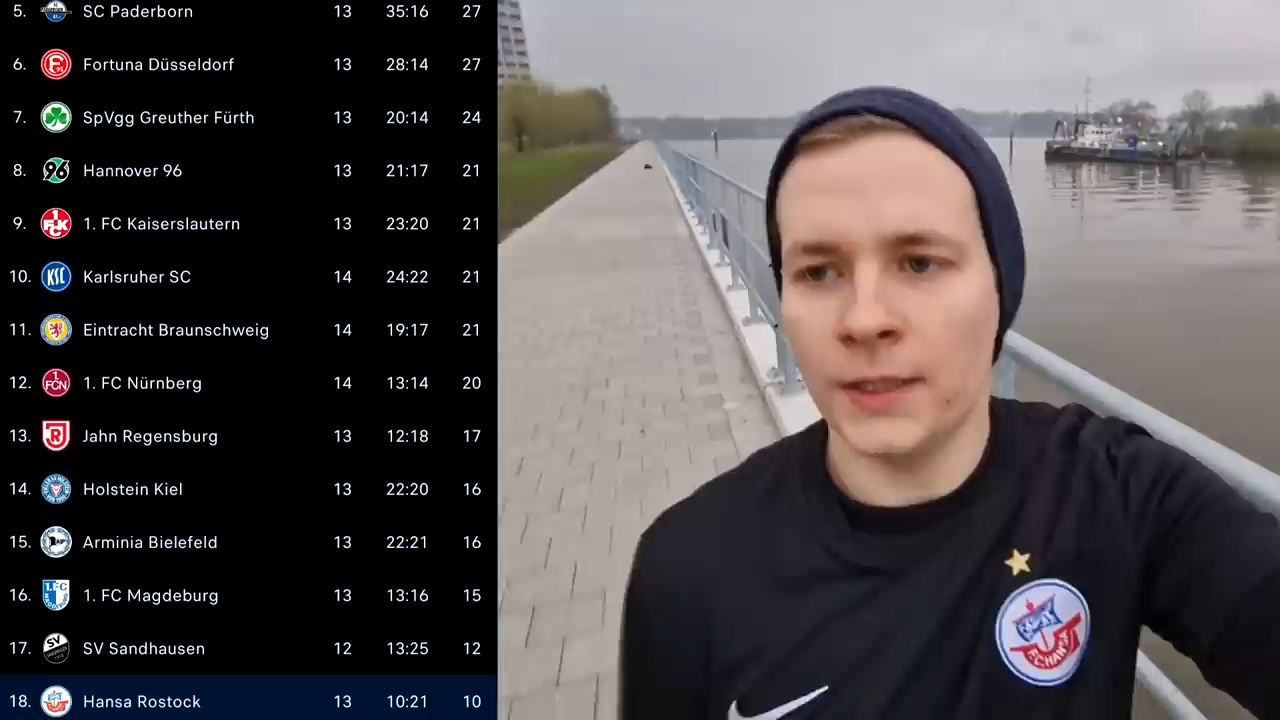 5. SC Paderborn 13 35:16 27
6. Fortuna Düsseldorf 13 28:14 27
7. SpVgg Greuther Fürth 13 20:14 24
8. Hannover 96 13 21:17 21
9. 1. FC Kaiserslautern 13 23:20 21
10. Karlsruher SC 14 24:22 21
11. Eintracht Braunschweig 14 19:17 21
12. 1. FC Nürnberg 14 13:14 20
13. Jahn Regensburg 13 12:18 17
14. Holstein Kiel 13 22:20 16
15. Arminia Bielefeld 13 22:21 16
16. 1. FC Magdeburg 13 13:16 15
17. SV Sandhausen 12 13:25 12
18. Hansa Rostock 13 10:21 10
F.C. HANSA